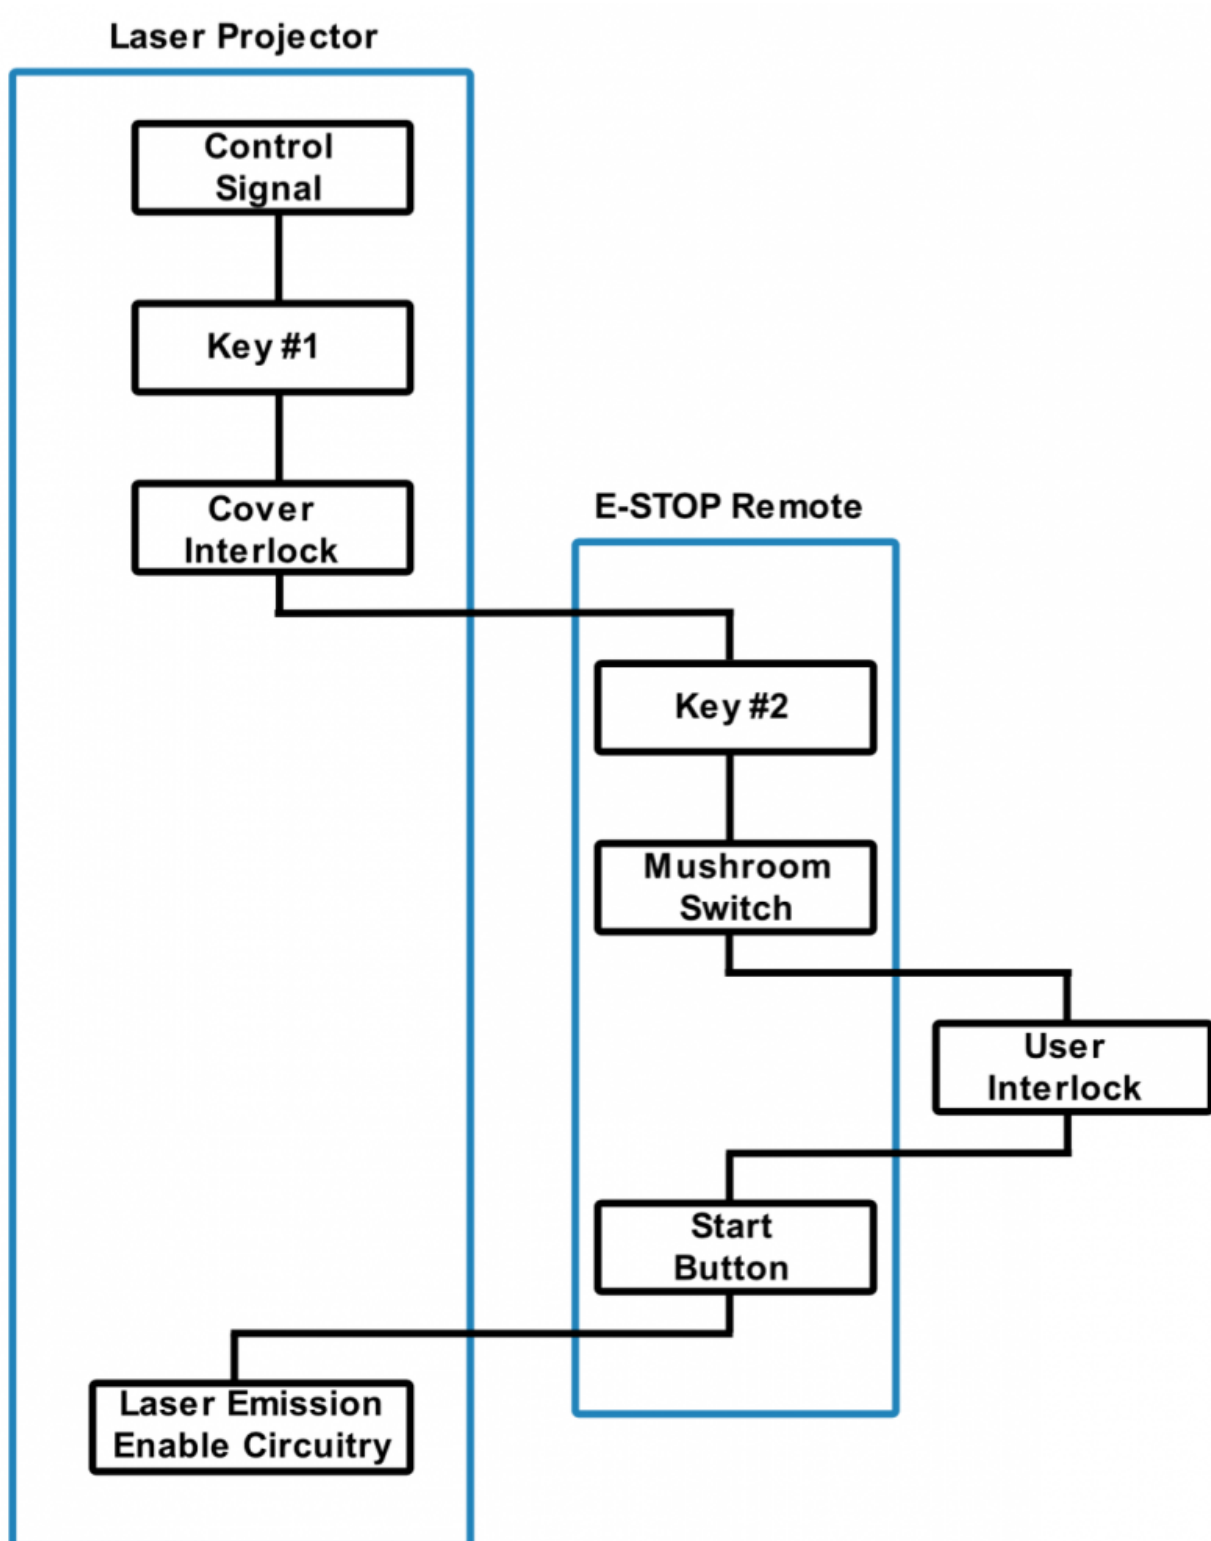 Laser Projector
Control
Signal
Key #1
Cover
Interlock
E-STOP Remote
Key #2
Mushroom
Switch
User
Interlock
Start
Button
Laser Emission
Enable Circuitry